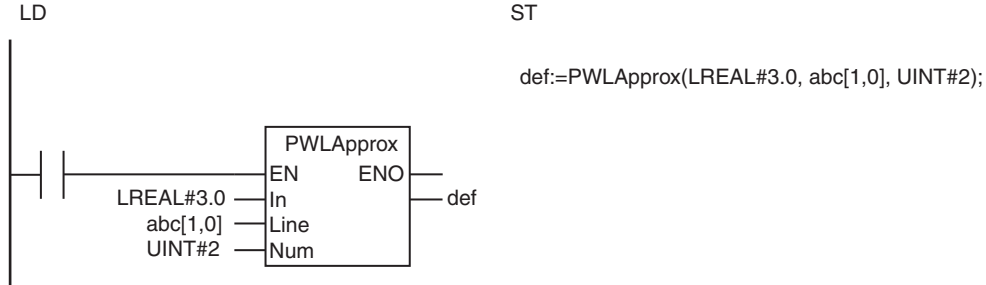 LD
ST
def:=PWLApprox(LREAL#3.0, abc[1,0], UINT#2);
PWLApprox
EN ENO
LREAL#3.0 In def
abc[1,0] Line
UINT#2 Num